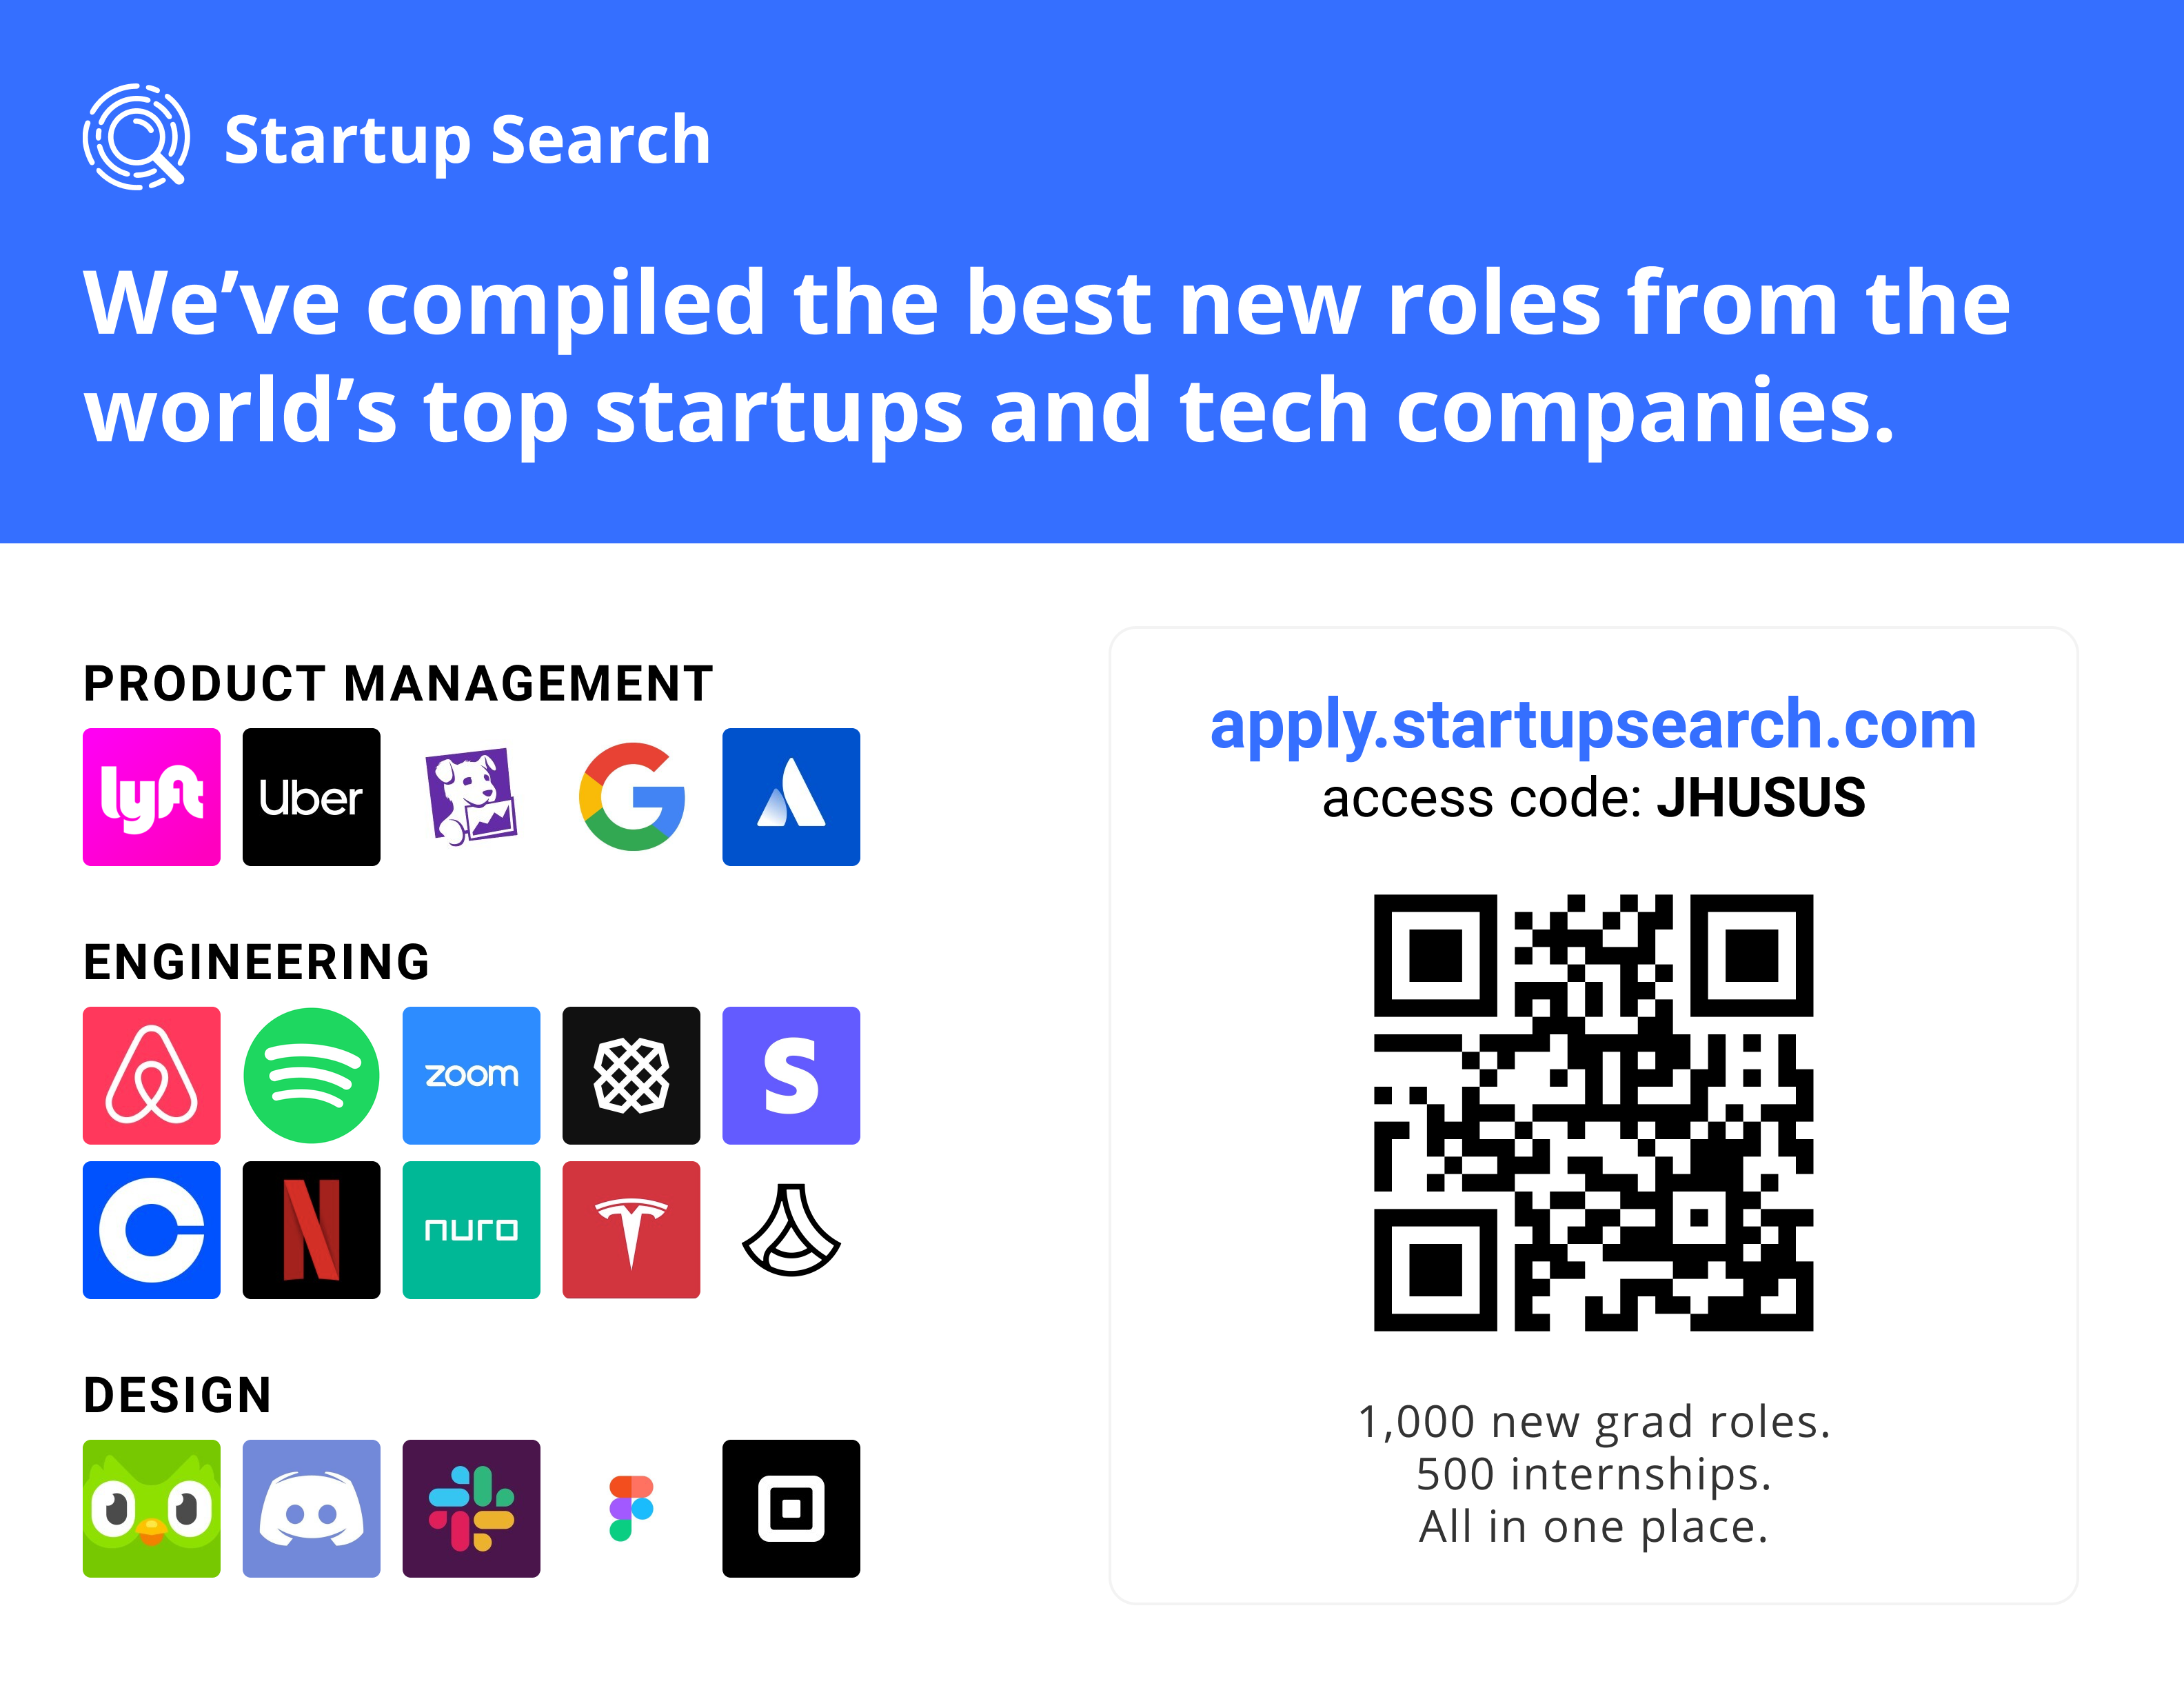 Startup Search
We’ve compiled the best new roles from the
world’s top startups and tech companies.
PRODUCT MANAGEMENT
lyft
Uber
ENGINEERING
zoom
S
N
nuro
DESIGN
apply.startupsearch.com
access code: JHUSUS
1,000 new grad roles.
500 internships.
All in one place.